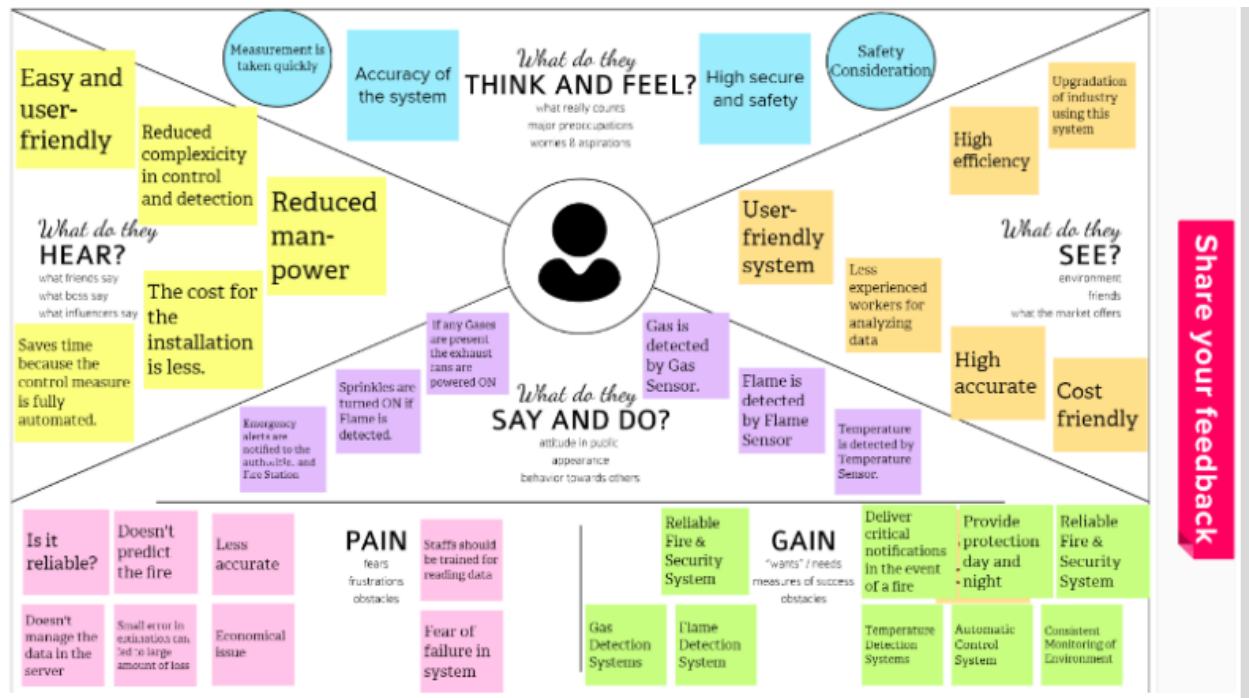 Measurement is
taken quickly
Accuracy of
the system
What do they
THINK AND FEEL?
what really counts
major preoccupations
worries & aspirations
High secure
and safety
Safety
Consideration
Easy and
user-
friendly
Reduced
complexicity
in control
and detection
Reduced
man-
power
What do they
HEAR?
what friends say
what boss say
what influencers say
The cost for
the
installation
is less.
Saves time
because the
control measure
is fully
automated.
Upgradation
of industry
using this
system
High
efficiency
User-
friendly
system
What do they
SEE?
environment
friends
what the market offers
Less
experienced
workers for
analyzing
data
High
accurate
Cost
friendly
If any Gases
are present
the exhaust
fans are
powered ON
Sprinkles are
turned ON if
Flame is
detected.
Emergency
alerts are
notified to the
and
Fire Station
What do they
SAY AND DO?
attitude in public
appearance
behavior towards others
Gas is
detected
by Gas
Sensor.
Flame is
detected
by Flame
Sensor
Temperature
is detected by
Temperature
Sensor.
Is it
reliable?
Doesn't
predict
the fire
Less
accurate
PAIN
fears
frustrations
obstacles
Staffs should
be trained for
reading data
Doesn't
manage the
data in the
server
Small error in
estimation can
led to large
amount of loss
Economical
issue
Fear of
failure in
system
Reliable
Fire &
Security
System
GAIN
"wants" / needs
measures of success
obstacles
Deliver
critical
notifications
in the event
of a fire
Provide
protection
day and
night
Reliable
Fire &
Security
System
Gas
Detection
Systems
Flame
Detection
System
Temperature
Detection
Systems
Automatic
Control
System
Consistent
Monitoring of
Environment
Share your feedback